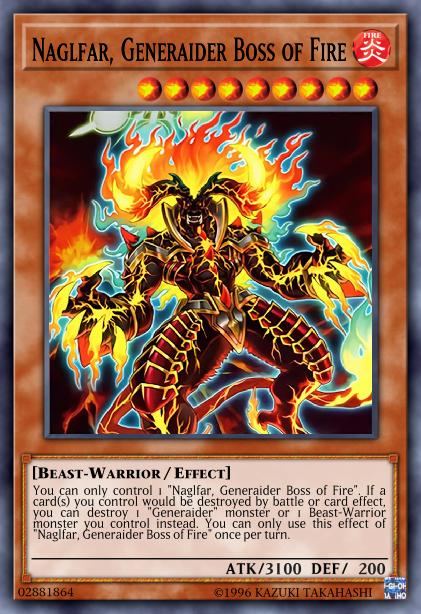 Naglfar, Generaider Boss of Fire
FIRE
炎
[Beast-Warrior / Effect]
You can only control 1 "Naglfar, Generaider Boss of Fire". If a
card(s) you control would be destroyed by battle or card effect,
you can destroy 1 "Generaider" monster or 1 Beast-Warrior
monster you control instead. You can only use this effect of
"Naglfar, Generaider Boss of Fire" once per turn.
ATK/3100 DEF/ 200
02881864
©1996 KAZUKI TAKAHASHI